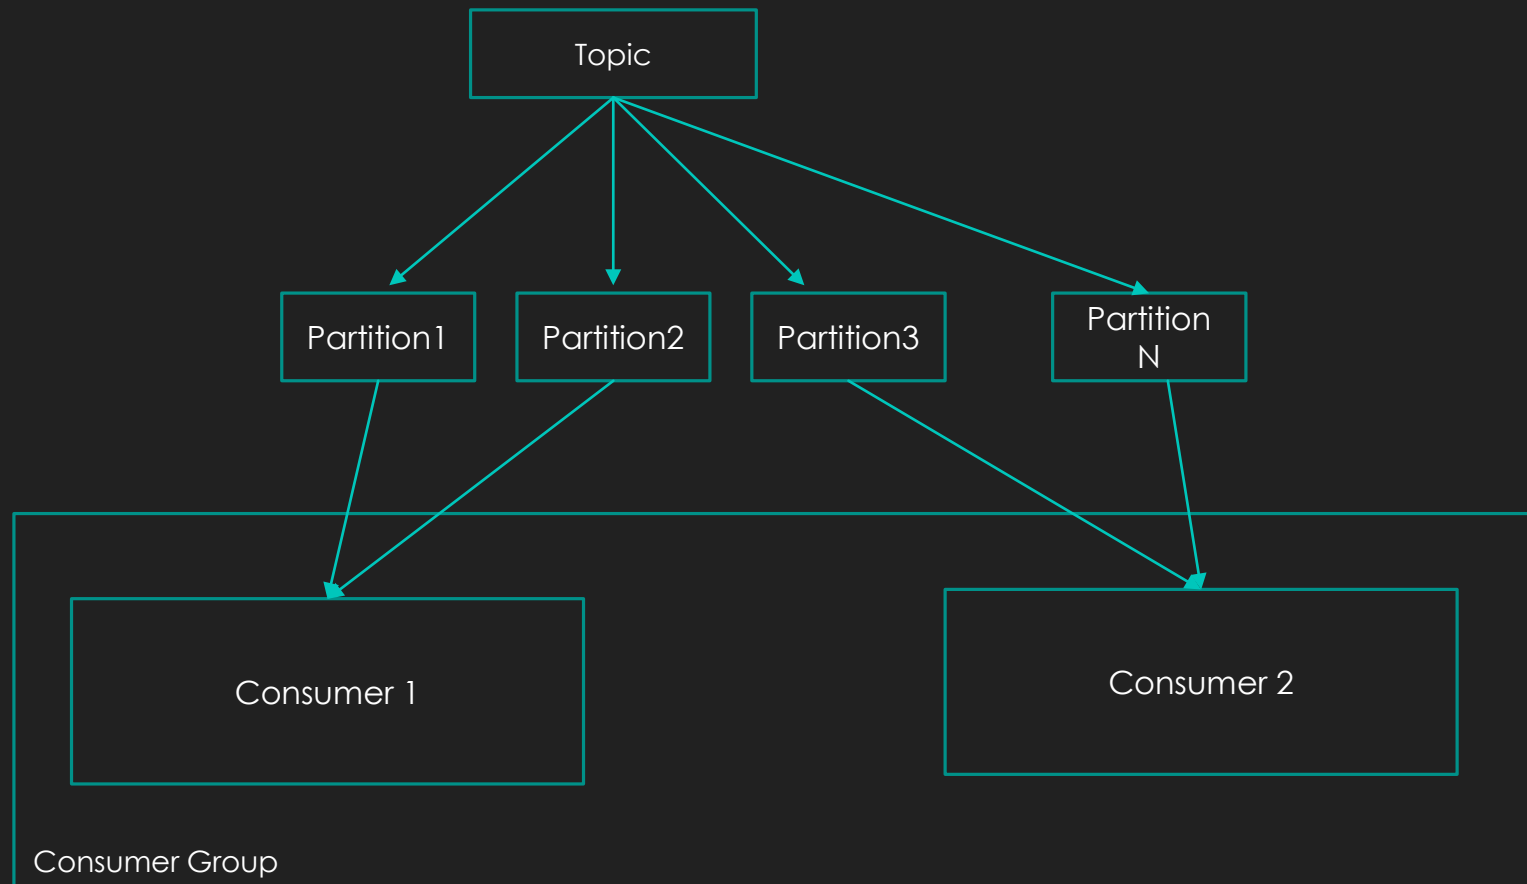 Topic
Partition1
Partition2
Partition3
Partition
N
Consumer 1
Consumer 2
Consumer Group